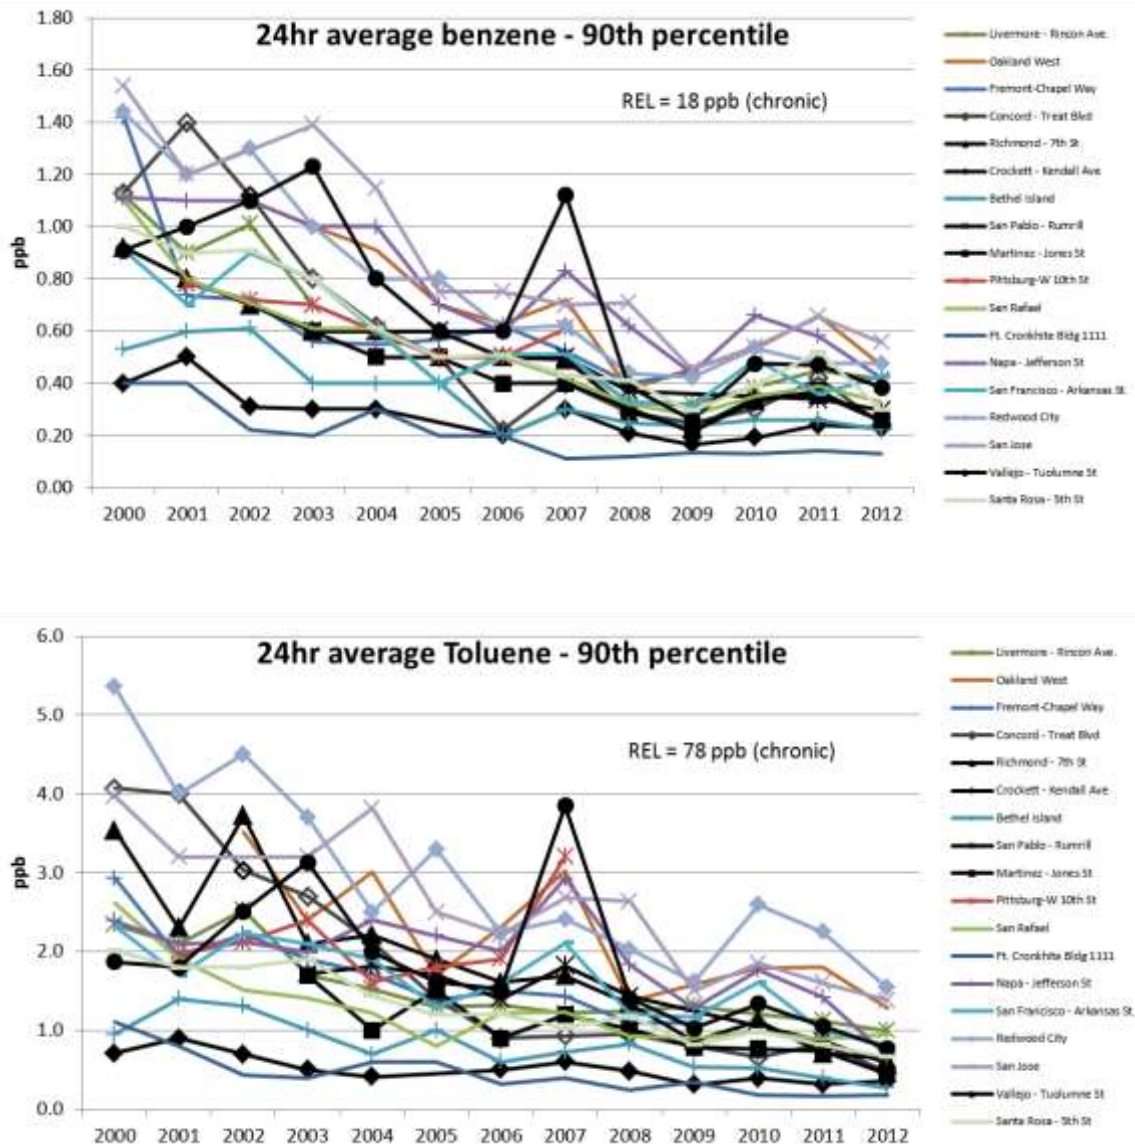 24hr average benzene - 90th percentile
REL = 18 ppb (chronic)
ppb
1.80
1.60
1.40
1.20
1.00
0.80
0.60
0.40
0.20
0.00
2000 2001 2002 2003 2004 2005 2006 2007 2008 2009 2010 2011 2012
Livermore - Rincon Ave.
Oakland West
Fremont-Chapel Way
Concord - Treat Blvd
Richmond - 7th St
Crockett - Kendall Ave
Bethel Island
San Pablo - Rumrill
Martinez - Jones St
Pittsburg-W 10th St
San Rafael
Ft. Cronkhite Bldg 1111
Napa - Jefferson St
San Francisco - Arkansas St.
Redwood City
San Jose
Vallejo - Tuolumne St
Santa Rosa - 5th St
24hr average Toluene - 90th percentile
REL = 78 ppb (chronic)
ppb
6.0
5.0
4.0
3.0
2.0
1.0
0.0
2000 2001 2002 2003 2004 2005 2006 2007 2008 2009 2010 2011 2012
Livermore - Rincon Ave.
Oakland West
Fremont-Chapel Way
Concord - Treat Blvd
Richmond - 7th St
Crockett - Kendall Ave
Bethel Island
San Pablo - Rumrill
Martinez - Jones St
Pittsburg-W 10th St
San Rafael
Ft. Cronkhite Bldg 1111
Napa - Jefferson St
San Francisco - Arkansas St.
Redwood City
San Jose
Vallejo - Tuolumne St
Santa Rosa - 5th St